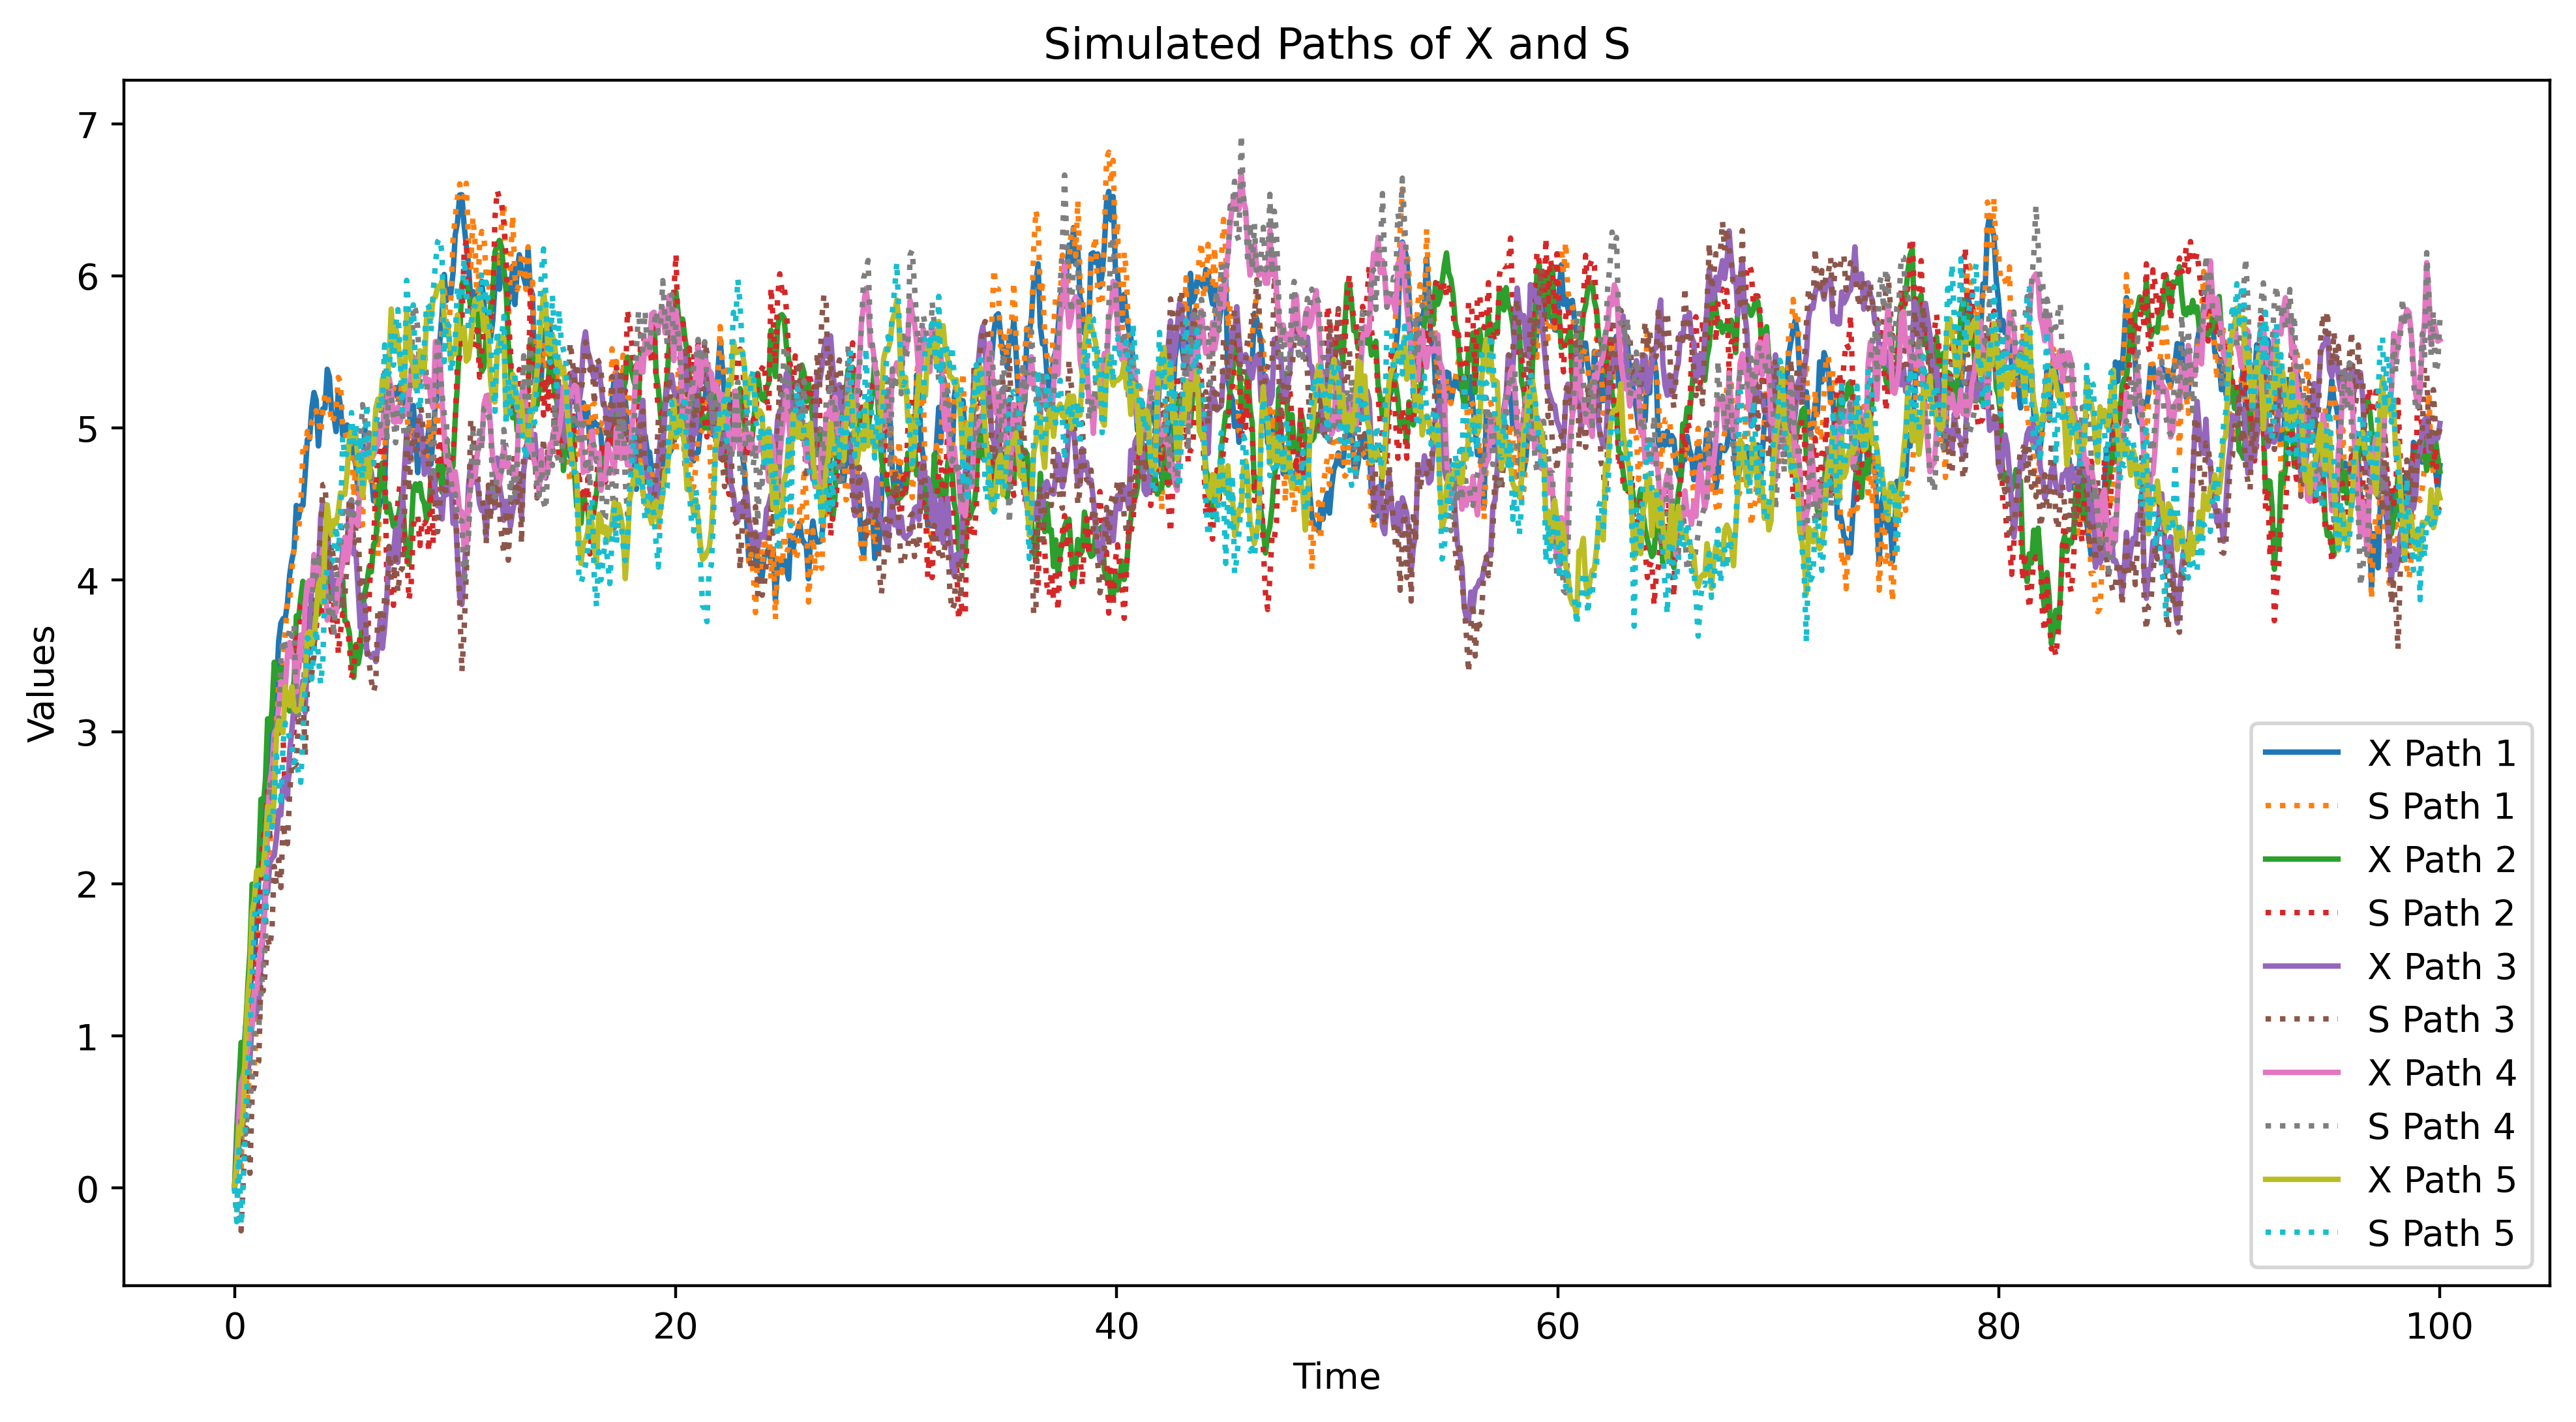 Simulated Paths of X and S
Values
7
6
5
4
3
2
1
0
0 20 40 60 80 100
Time
X Path 1
S Path 1
X Path 2
S Path 2
X Path 3
S Path 3
X Path 4
S Path 4
X Path 5
S Path 5